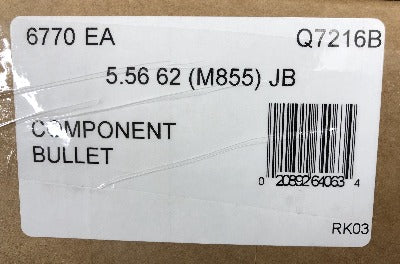 6770 EA Q7216B
5.56 62 (M855) JB
COMPONENT
BULLET
0 20892 64063 4
RK03